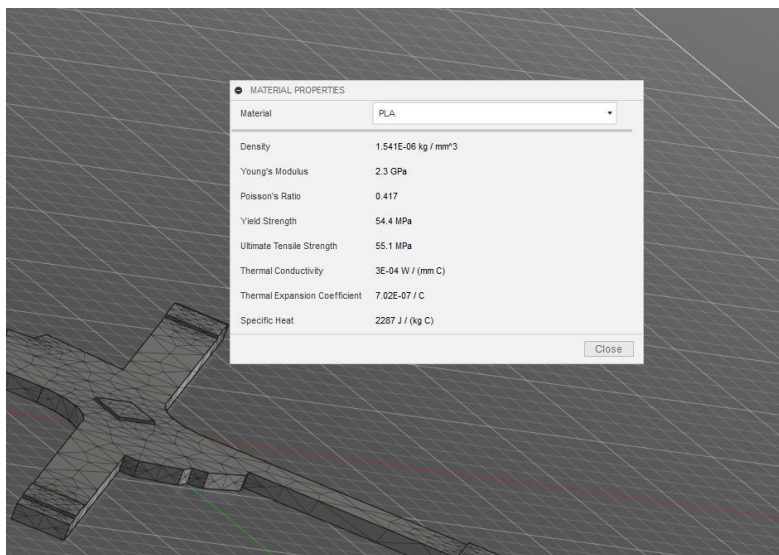 MATERIAL PROPERTIES
Material PLA
Density 1.541E-06 kg / mm^3
Young's Modulus 2.3 GPa
Poisson's Ratio 0.417
Yield Strength 54.4 MPa
Ultimate Tensile Strength 55.1 MPa
Thermal Conductivity 3E-04 W / (mm C)
Thermal Expansion Coefficient 7.02E-07 / C
Specific Heat 2287 J / (kg C)
Close